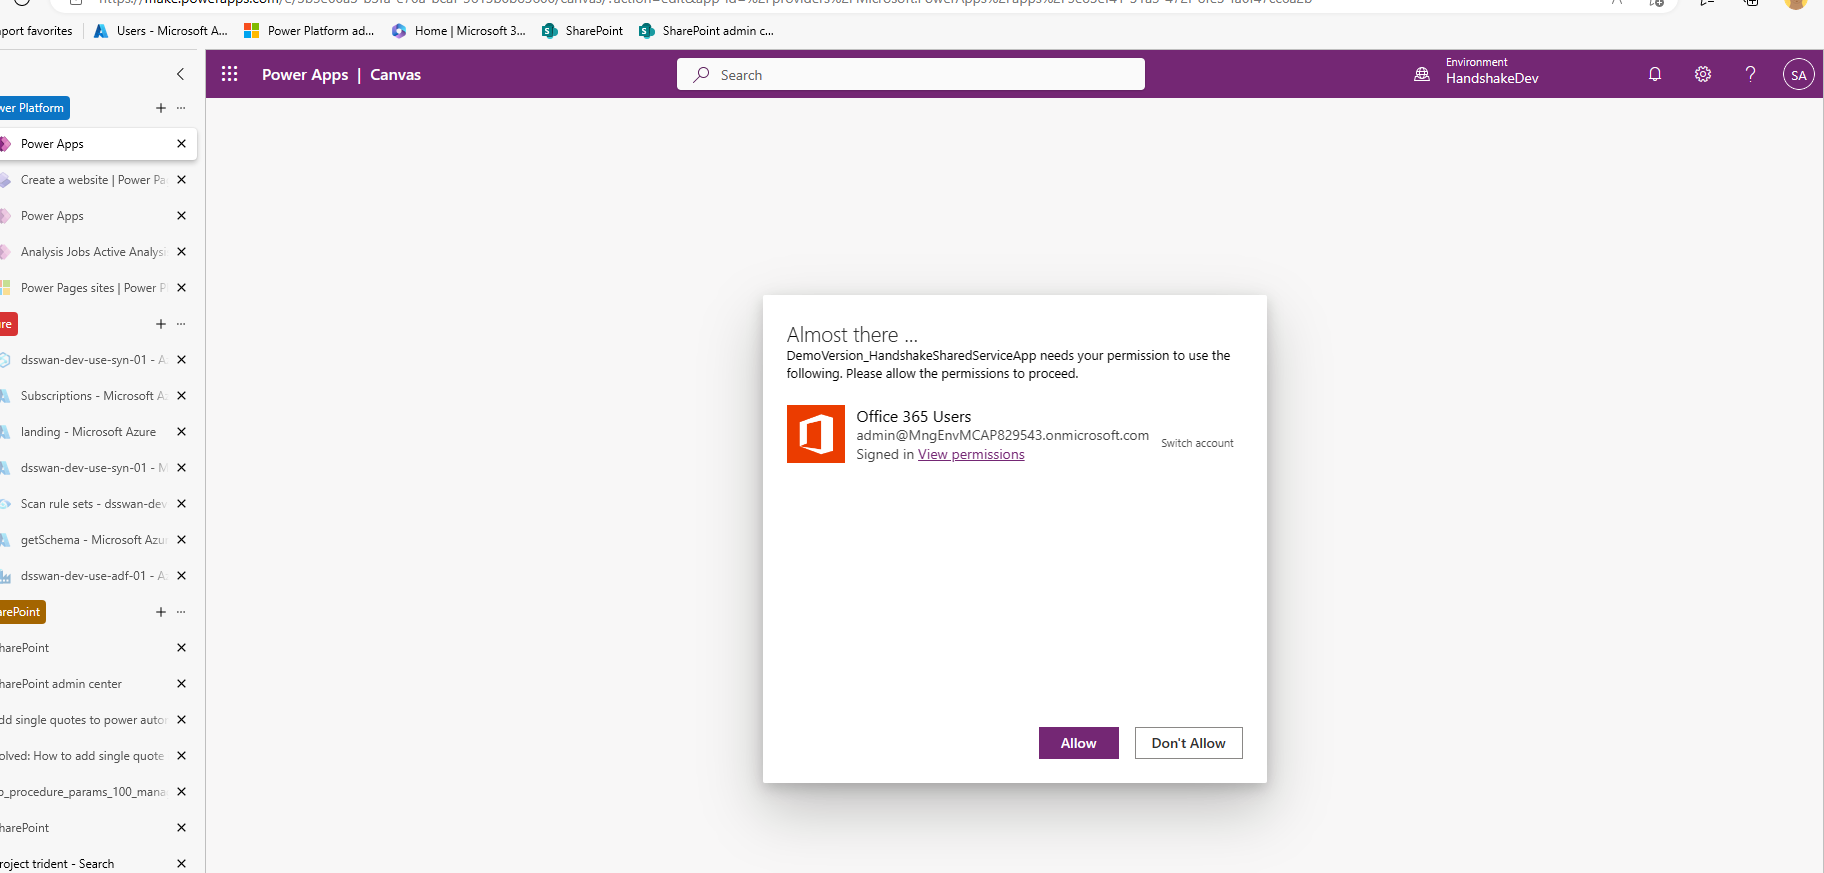 port favorites
Users - Microsoft A...
Power Platform ad...
Home | Microsoft 3...
SharePoint
SharePoint admin c...
Power Apps | Canvas
Search
Environment
HandshakeDev
SA
wer Platform
Power Apps
Create a website | Power Pa
Power Apps
Analysis Jobs Active Analysi
Power Pages sites | Power P
re
dsswan-dev-use-syn-01 - A
Subscriptions - Microsoft A
landing - Microsoft Azure
dsswan-dev-use-syn-01 - M
Scan rule sets - dsswan-dev
getSchema - Microsoft Azu
dsswan-dev-use-adf-01 - A
arePoint
harePoint
harePoint admin center
dd single quotes to power autor
olved: How to add single quote
p_procedure_params_100_mana
harePoint
roject trident - Search
Almost there ...
DemoVersion_HandshakeSharedServiceApp needs your permission to use the
following. Please allow the permissions to proceed.
Office 365 Users
admin@MngEnvMCAP829543.onmicrosoft.com
Switch account
Signed in View permissions
Allow
Don't Allow